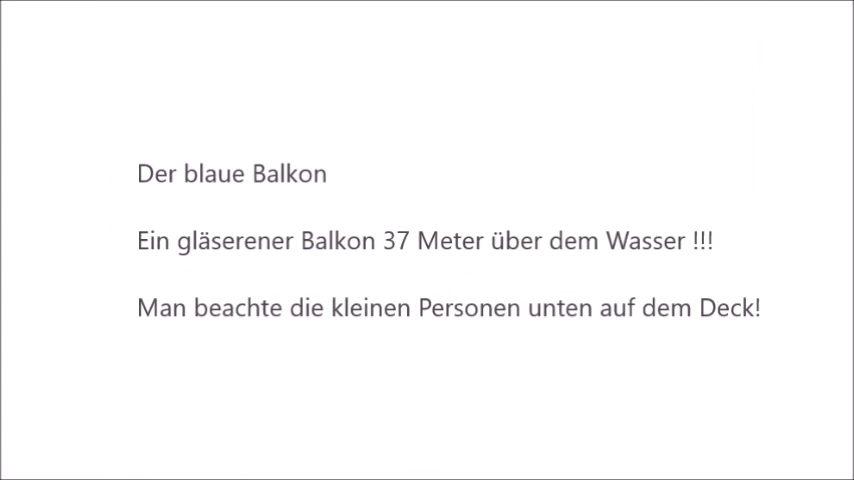 Der blaue Balkon
Ein gläserener Balkon 37 Meter über dem Wasser !!!
Man beachte die kleinen Personen unten auf dem Deck!